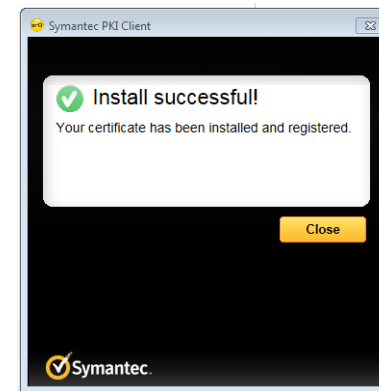 Symantec PKI Client
Install successful!
Your certificate has been installed and registered.
Close
Symantec.